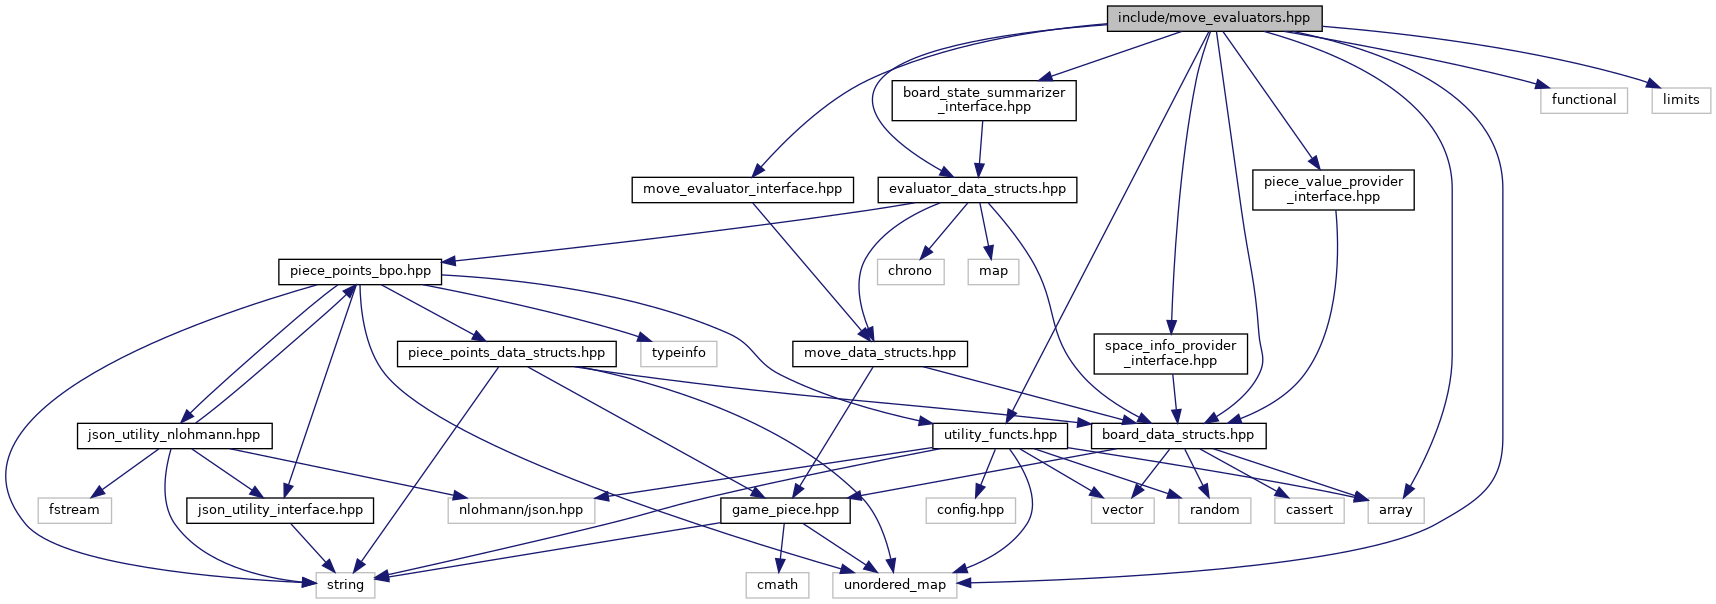 include/move_evaluators.hpp
board_state_summarizer
_interface.hpp
functional
limits
move_evaluator_interface.hpp
evaluator_data_structs.hpp
piece_value_provider
_interface.hpp
piece_points_bpo.hpp
chrono
map
piece_points_data_structs.hpp
typeinfo
move_data_structs.hpp
space_info_provider
_interface.hpp
json_utility_nlohmann.hpp
utility_functs.hpp
board_data_structs.hpp
fstream
json_utility_interface.hpp
nlohmann/json.hpp
game_piece.hpp
config.hpp
vector
random
cassert
array
string
cmath
unordered_map